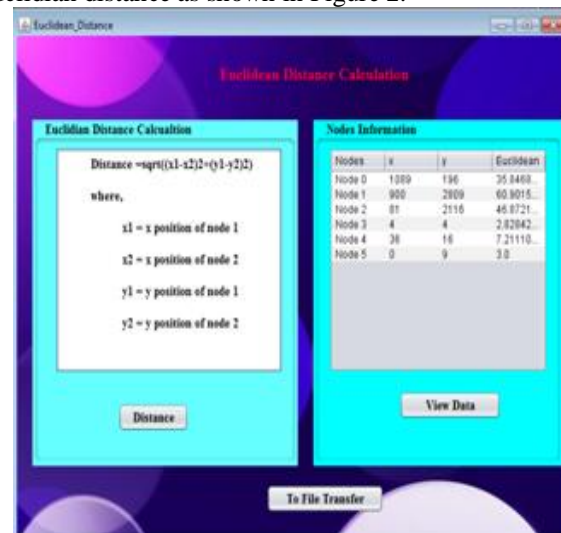 clidian distance as shown in Figure 2.
Euclidean_Distance
Euclidean Distance Calculation
Euclidian Distance Calcualtion
Distance =sqrt((x1-x2)2+(y1-y2)2)
where,
x1 = x position of node 1
x2 = x position of node 2
y1 = y position of node 1
y2 = y position of node 2
Distance
Nodes Information
Nodes x y Euclidean
Node 0 1089 196 35.8468...
Node 1 900 2809 60.9015...
Node 2 81 2116 46.8721...
Node 3 4 4 2.82842...
Node 4 36 16 7.21110...
Node 5 0 9 3.0
View Data
To File Transfer